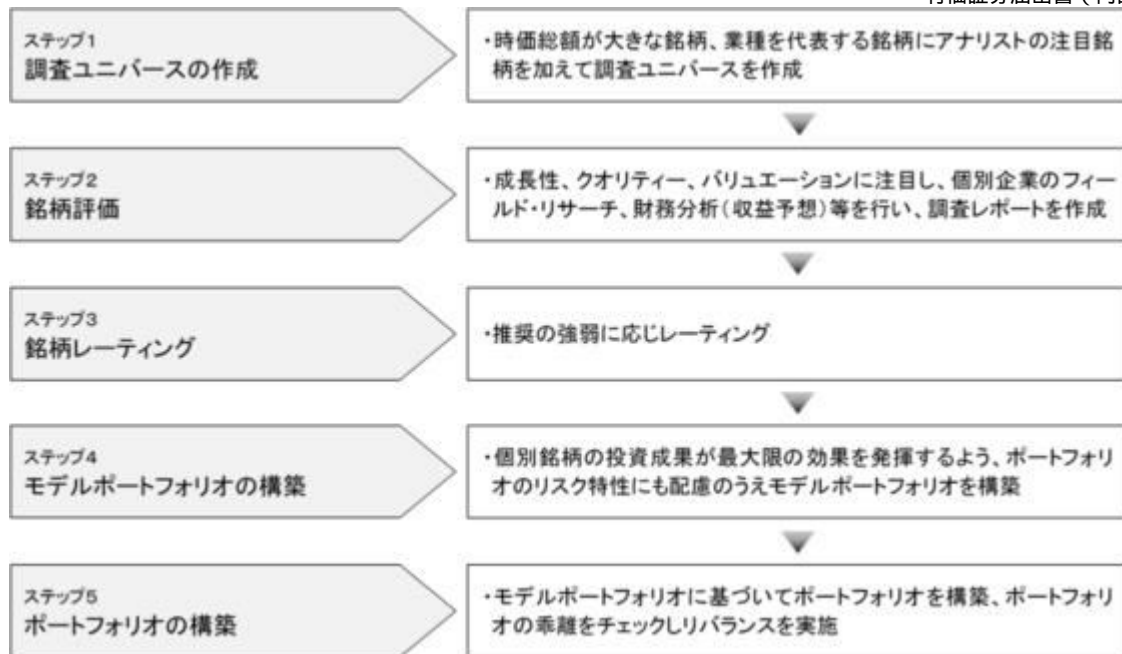 ステップ1
調査ユニバースの作成
・時価総額が大きな銘柄、業種を代表する銘柄にアナリストの注目銘
柄を加えて調査ユニバースを作成
ステップ2
銘柄評価
・成長性、クオリティー、バリュエーションに注目し、個別企業のフィー
ルド・リサーチ、財務分析（収益予想）等を行い、調査レポートを作成
ステップ3
銘柄レーティング
・推奨の強弱に応じレーティング
ステップ4
モデルポートフォリオの構築
・個別銘柄の投資成果が最大限の効果を発揮するよう、ポートフォリ
オのリスク特性にも配慮のうえモデルポートフォリオを構築
ステップ5
ポートフォリオの構築
・モデルポートフォリオに基づいてポートフォリオを構築、ポートフォリ
オの乖離をチェックしリバランスを実施